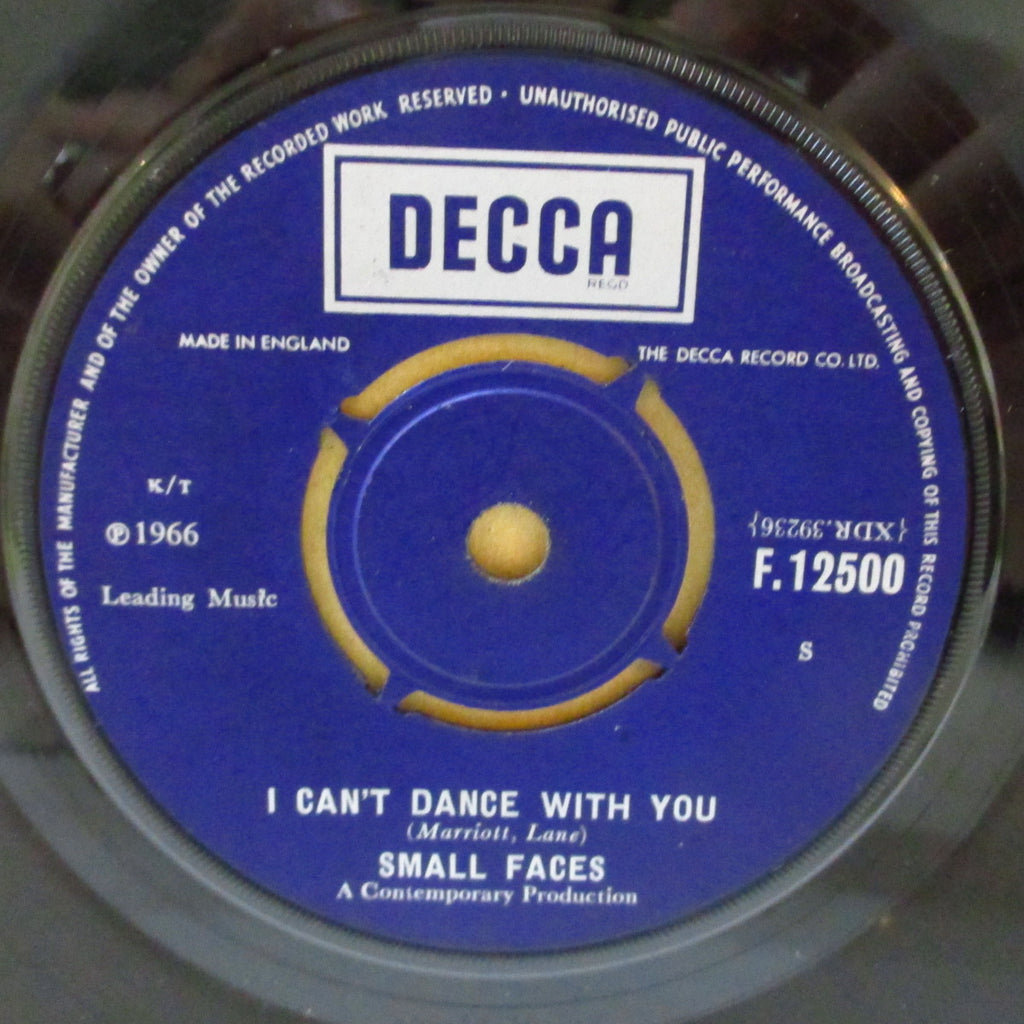 ALL RIGHTS OF THE MANUFACTURER AND OF THE OWNER OF THE RECORDED WORK RESERVED · UNAUTHORISED PUBLIC PERFORMANCE BROADCASTING AND COPYING OF THIS RECORD PROHIBITED
DECCA
REGD
MADE IN ENGLAND
THE DECCA RECORD CO. LTD.
K/T
℗1966
Leading Music
{XDR.39236}
F.12500
S
I CAN'T DANCE WITH YOU
(Marriott, Lane)
SMALL FACES
A Contemporary Production